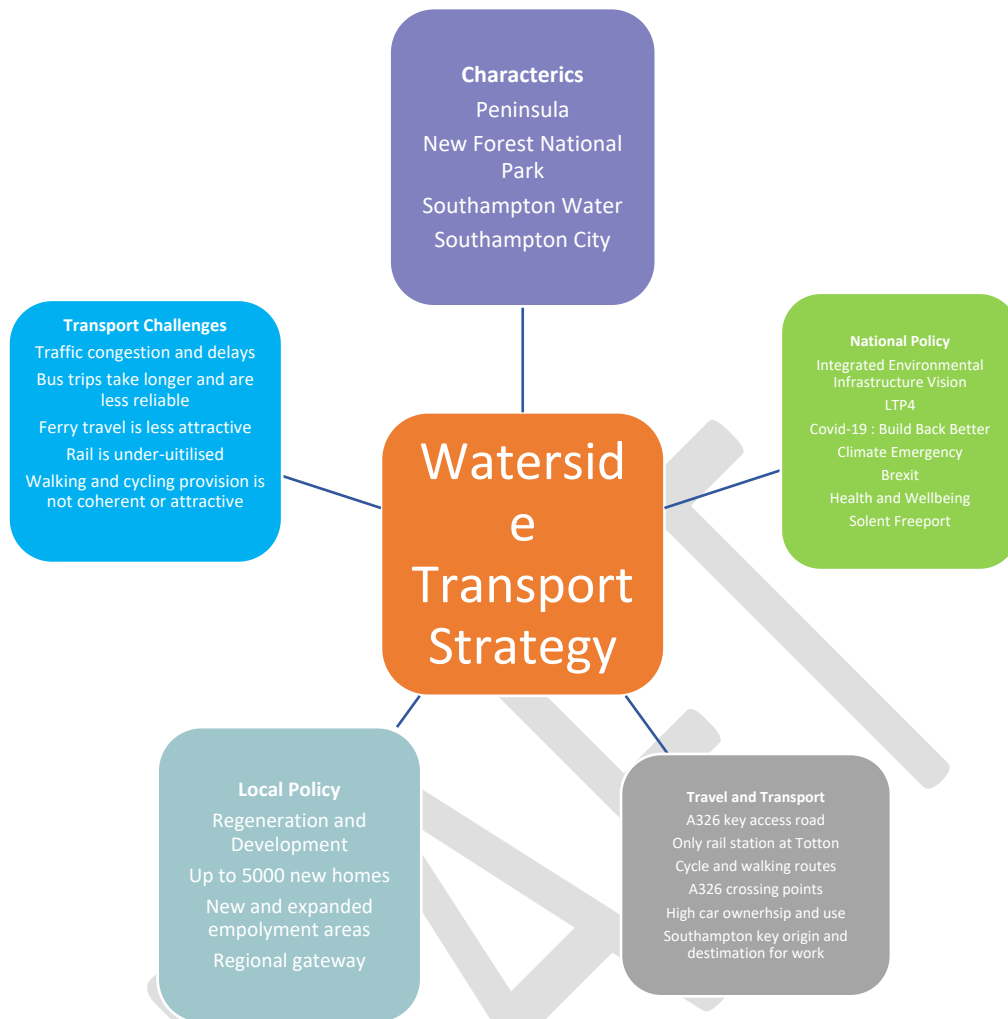 Characterics
Peninsula
New Forest National
Park
Southampton Water
Southampton City
Transport Challenges
Traffic congestion and delays
Bus trips take longer and are
less reliable
Ferry travel is less attractive
Rail is under-uitilised
Walking and cycling provision is
not coherent or attractive
National Policy
Integrated Environmental
Infrastructure Vision
LTP4
Covid-19 : Build Back Better
Climate Emergency
Brexit
Health and Wellbeing
Solent Freeport
Watersid
e
Transport
Strategy
Local Policy
Regeneration and
Development
Up to 5000 new homes
New and expanded
empolyment areas
Regional gateway
Travel and Transport
A326 key access road
Only rail station at Totton
Cycle and walking routes
A326 crossing points
High car ownerhsip and use
Southampton key origin and
destimation for work